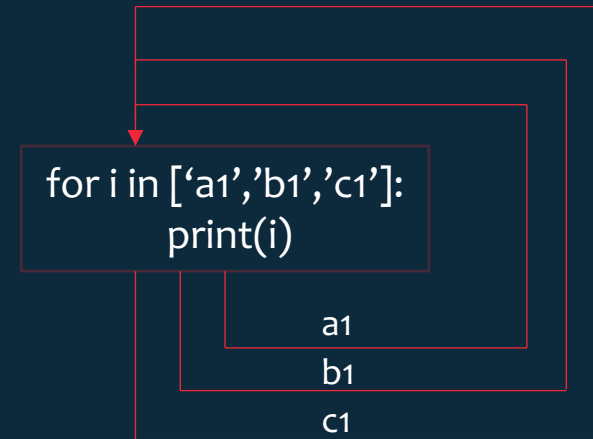 for i in [‘a1’,’b1’,’c1’]:
print(i)
a1
b1
c1